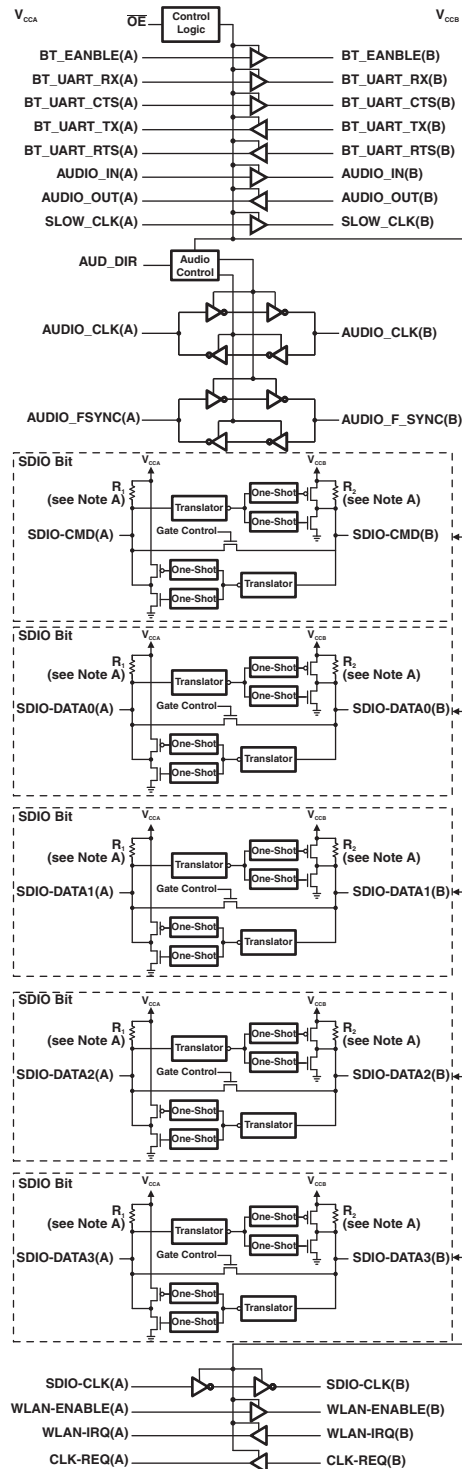 VCCA OE Control Logic VCCB
BT_EANBLE(A) BT_EANBLE(B)
BT_UART_RX(A) BT_UART_RX(B)
BT_UART_CTS(A) BT_UART_CTS(B)
BT_UART_TX(A) BT_UART_TX(B)
BT_UART_RTS(A) BT_UART_RTS(B)
AUDIO_IN(A) AUDIO_IN(B)
AUDIO_OUT(A) AUDIO_OUT(B)
SLOW_CLK(A) SLOW_CLK(B)
AUD_DIR Audio Control
AUDIO_CLK(A) AUDIO_CLK(B)
AUDIO_FSYNC(A) AUDIO_F_SYNC(B)
SDIO Bit
VCCA VCCB
R1 (see Note A) R2 (see Note A)
Translator One-Shot
One-Shot
Gate Control
SDIO-CMD(A) SDIO-CMD(B)
One-Shot
One-Shot Translator
SDIO Bit
VCCA VCCB
R1 (see Note A) R2 (see Note A)
Translator One-Shot
One-Shot
Gate Control
SDIO-DATA0(A) SDIO-DATA0(B)
One-Shot
One-Shot Translator
SDIO Bit
VCCA VCCB
R1 (see Note A) R2 (see Note A)
Translator One-Shot
One-Shot
Gate Control
SDIO-DATA1(A) SDIO-DATA1(B)
One-Shot
One-Shot Translator
SDIO Bit
VCCA VCCB
R1 (see Note A) R2 (see Note A)
Translator One-Shot
One-Shot
Gate Control
SDIO-DATA2(A) SDIO-DATA2(B)
One-Shot
One-Shot Translator
SDIO Bit
VCCA VCCB
R1 (see Note A) R2 (see Note A)
Translator One-Shot
One-Shot
Gate Control
SDIO-DATA3(A) SDIO-DATA3(B)
One-Shot
One-Shot Translator
SDIO-CLK(A) SDIO-CLK(B)
WLAN-ENABLE(A) WLAN-ENABLE(B)
WLAN-IRQ(A) WLAN-IRQ(B)
CLK-REQ(A) CLK-REQ(B)